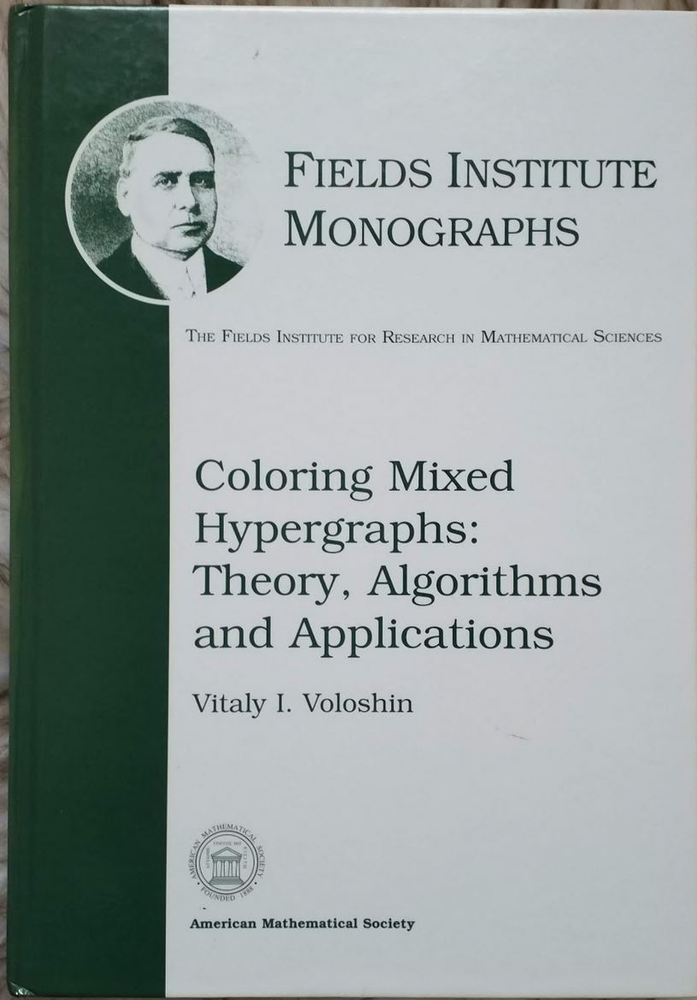 FIELDS INSTITUTE
MONOGRAPHS
THE FIELDS INSTITUTE FOR RESEARCH IN MATHEMATICAL SCIENCES
Coloring Mixed
Hypergraphs:
Theory, Algorithms
and Applications
Vitaly I. Voloshin
AMERICAN MATHEMATICAL SOCIETY
FOUNDED 1888
American Mathematical Society